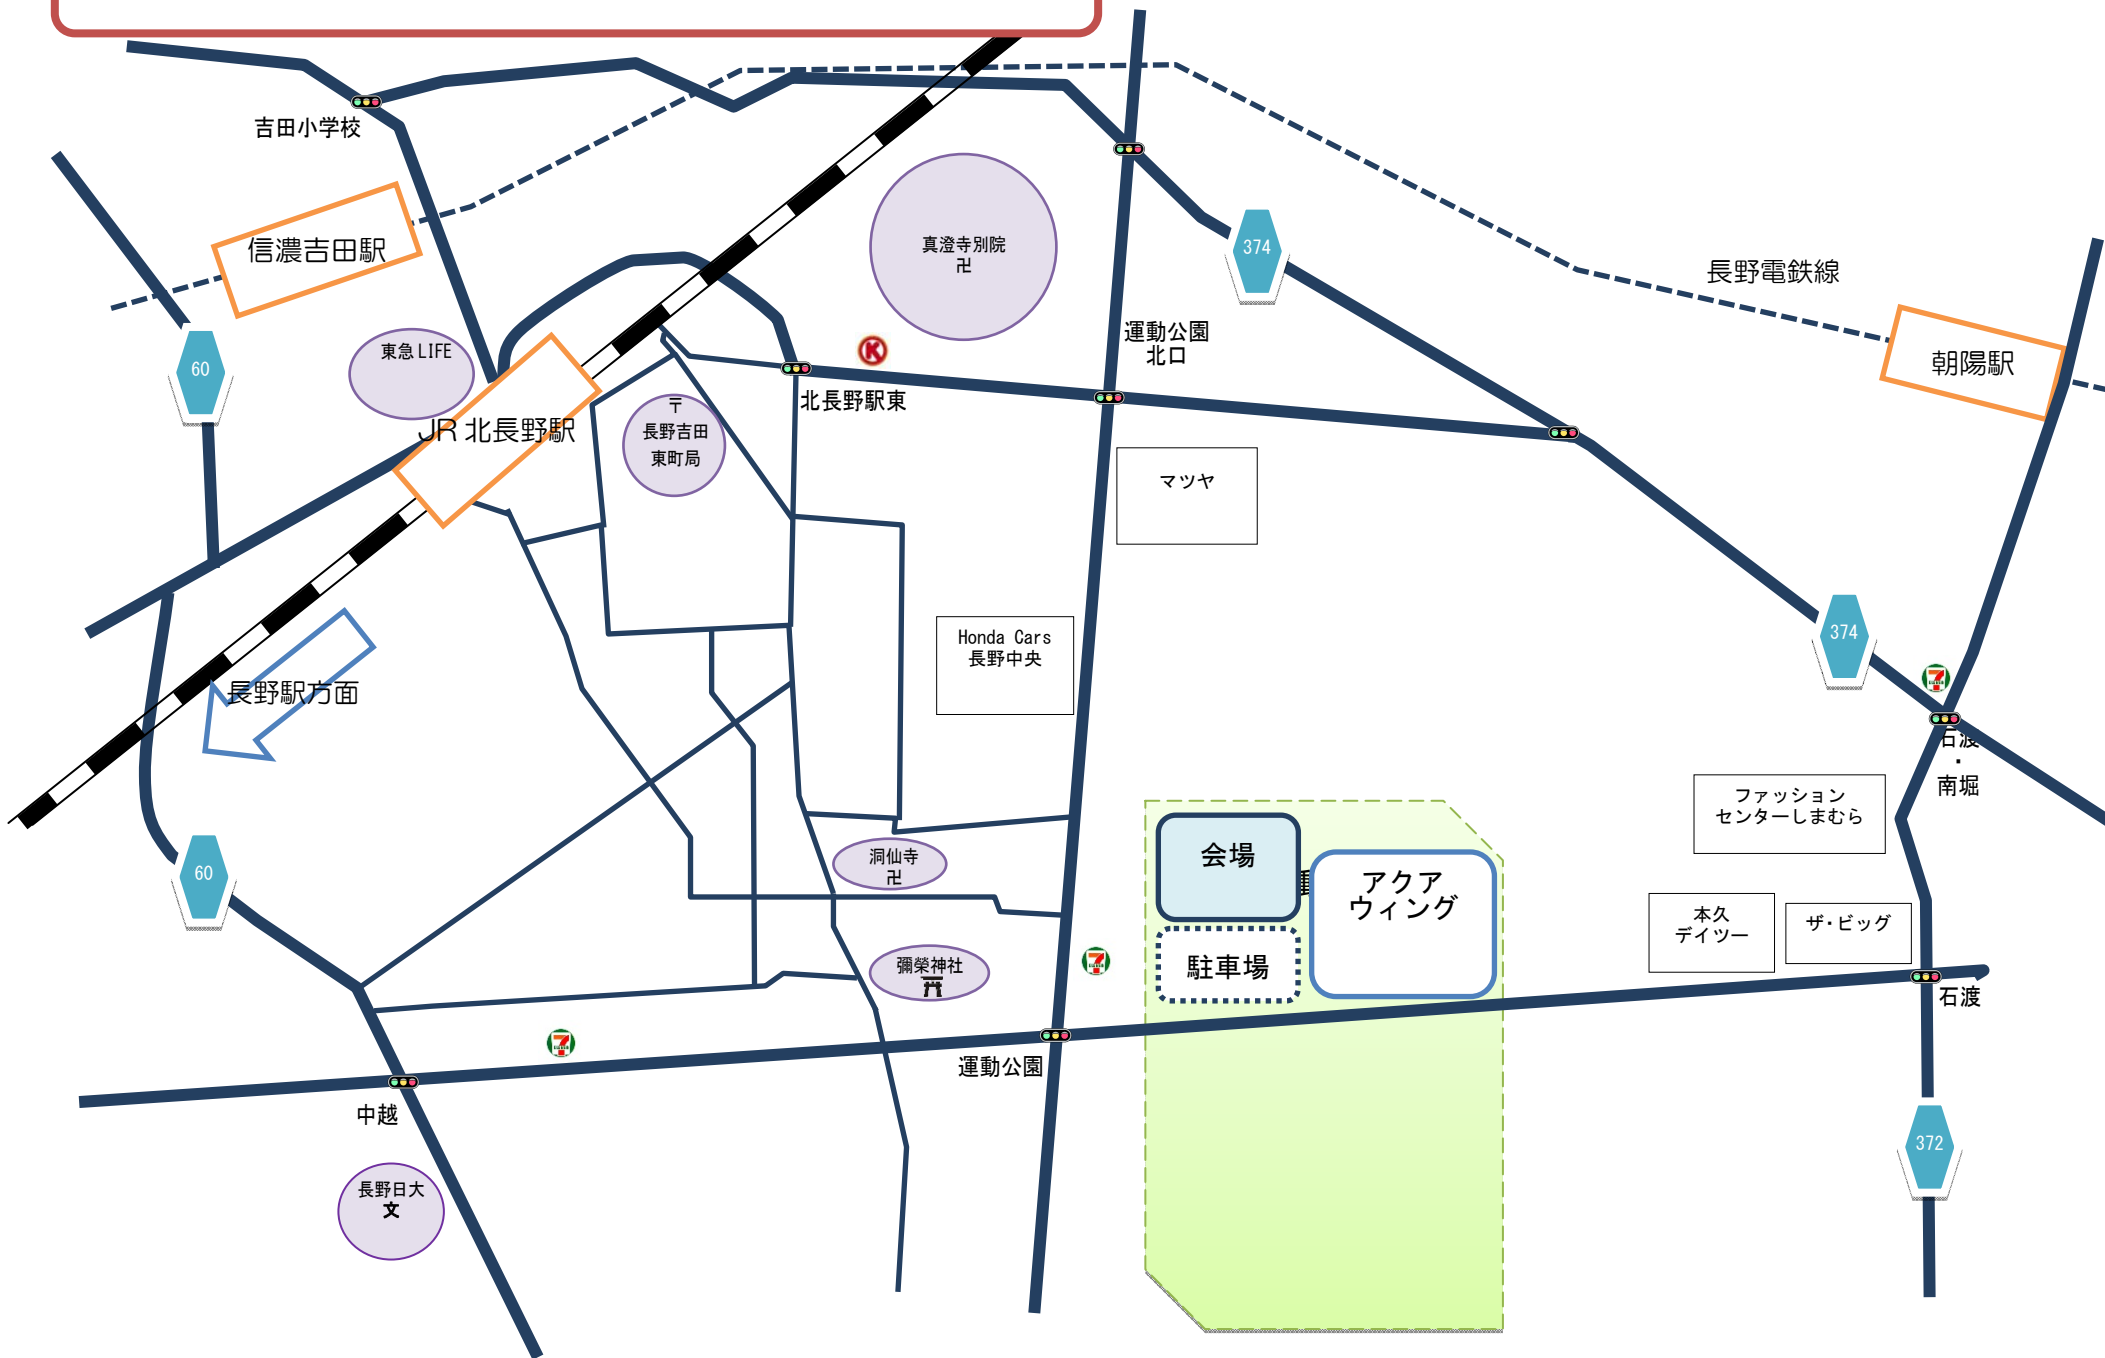 吉田小学校
信濃吉田駅
真澄寺別院
卍
374
長野電鉄線
運動公園
北口
東急 LIFE
60
K
朝陽駅
北長野駅東
〒
長野吉田
東町局
JR 北長野駅
マツヤ
Honda Cars
長野中央
374
長野駅方面
7
石渡
・
南堀
ファッション
センターしまむら
会場
アクア
ウィング
洞仙寺
卍
60
本久
デイツー
ザ・ビッグ
駐車場
彌榮神社
7
石渡
7
運動公園
中越
372
長野日大
文